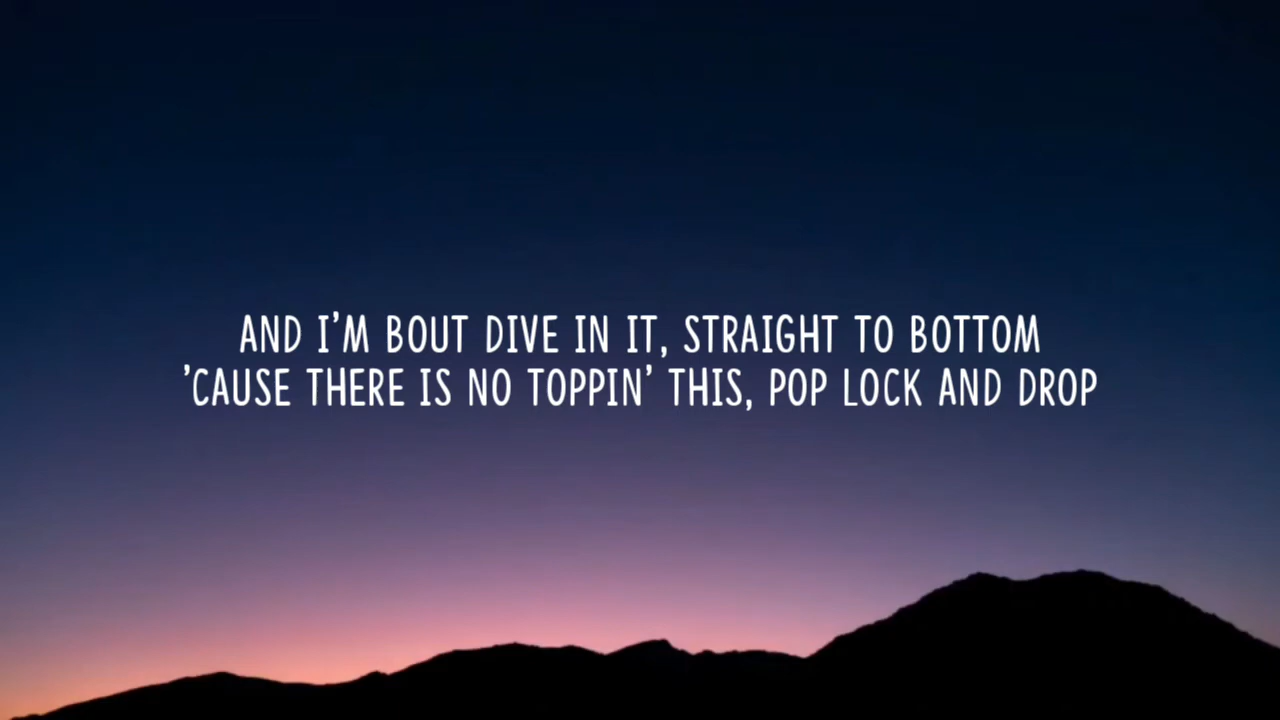 AND I'M BOUT DIVE IN IT, STRAIGHT TO BOTTOM
'CAUSE THERE IS NO TOPPIN' THIS, POP LOCK AND DROP